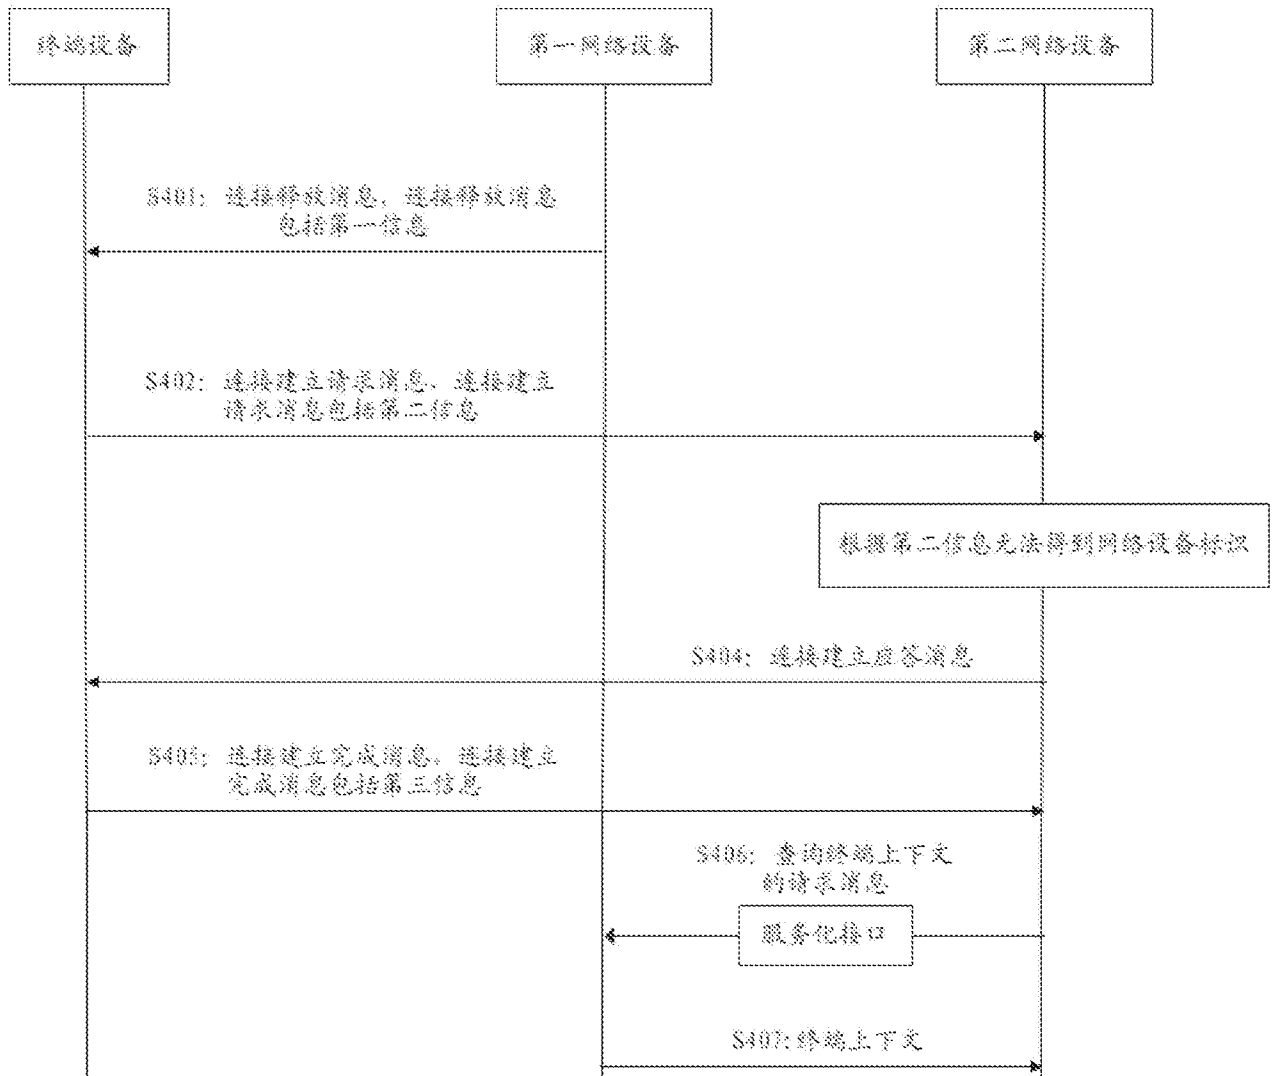 终端设备
第一网络设备
第二网络设备
S401：连接释放消息，连接释放消息
包括第一信息
S402：连接建立请求消息，连接建立
请求消息包括第二信息
根据第二信息无法得到网络设备标识
S404：连接建立应答消息
S405：连接建立完成消息，连接建立
完成消息包括第三信息
S406：查询终端上下文
的请求消息
服务化接口
S407:终端上下文